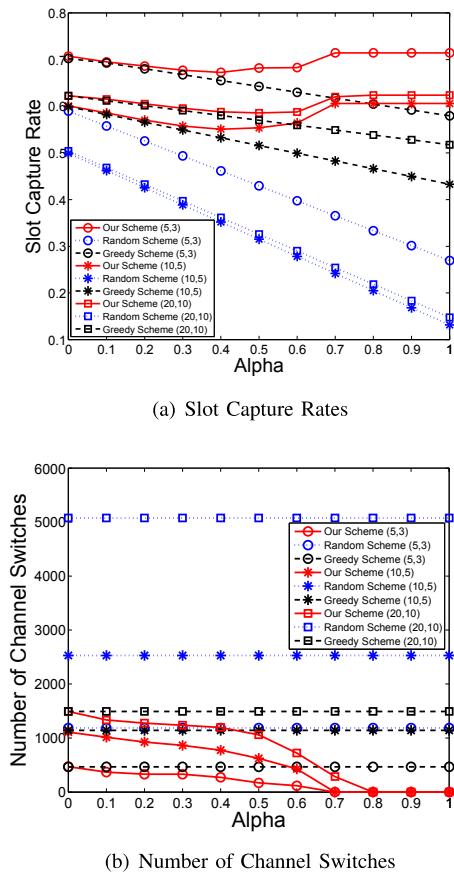 0.8
0.7
0.6
0.5
0.4
0.3
0.2
0.1
Slot Capture Rate
Our Scheme (5,3)
Random Scheme (5,3)
Greedy Scheme (5,3)
Our Scheme (10,5)
Random Scheme (10,5)
Greedy Scheme (10,5)
Our Scheme (20,10)
Random Scheme (20,10)
Greedy Scheme (20,10)
0 0.1 0.2 0.3 0.4 0.5 0.6 0.7 0.8 0.9 1
Alpha
(a) Slot Capture Rates
6000
5000
4000
3000
2000
1000
0
Number of Channel Switches
Our Scheme (5,3)
Random Scheme (5,3)
Greedy Scheme (5,3)
Our Scheme (10,5)
Random Scheme (10,5)
Greedy Scheme (10,5)
Our Scheme (20,10)
Random Scheme (20,10)
Greedy Scheme (20,10)
0 0.1 0.2 0.3 0.4 0.5 0.6 0.7 0.8 0.9 1
Alpha
(b) Number of Channel Switches